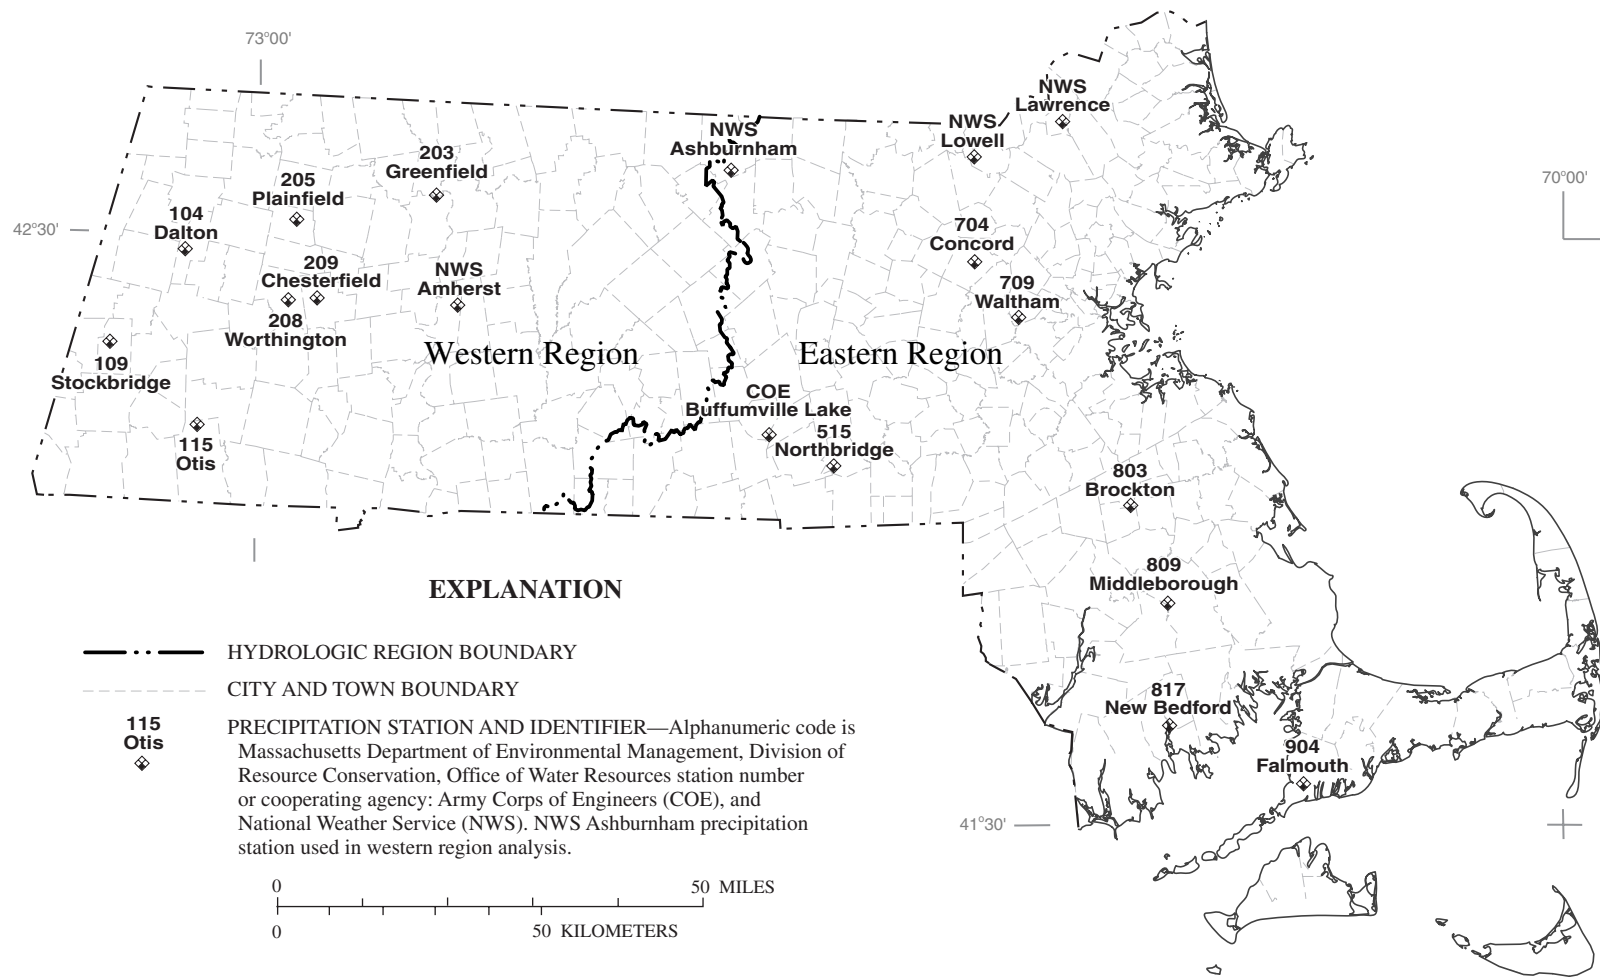 73°00'
NWS
Lawrence
NWS
Lowell
NWS
Ashburnham
203
Greenfield
205
Plainfield
70°00'
104
Dalton
42°30'
704
Concord
209
Chesterfield
NWS
Amherst
709
Waltham
208
Worthington
Western Region
Eastern Region
109
Stockbridge
COE
Buffumville Lake
515
Northbridge
115
Otis
803
Brockton
809
Middleborough
817
New Bedford
904
Falmouth
41°30'
EXPLANATION
HYDROLOGIC REGION BOUNDARY
CITY AND TOWN BOUNDARY
115
Otis
PRECIPITATION STATION AND IDENTIFIER—Alphanumeric code is
Massachusetts Department of Environmental Management, Division of
Resource Conservation, Office of Water Resources station number
or cooperating agency: Army Corps of Engineers (COE), and
National Weather Service (NWS). NWS Ashburnham precipitation
station used in western region analysis.
0 50 MILES
0 50 KILOMETERS